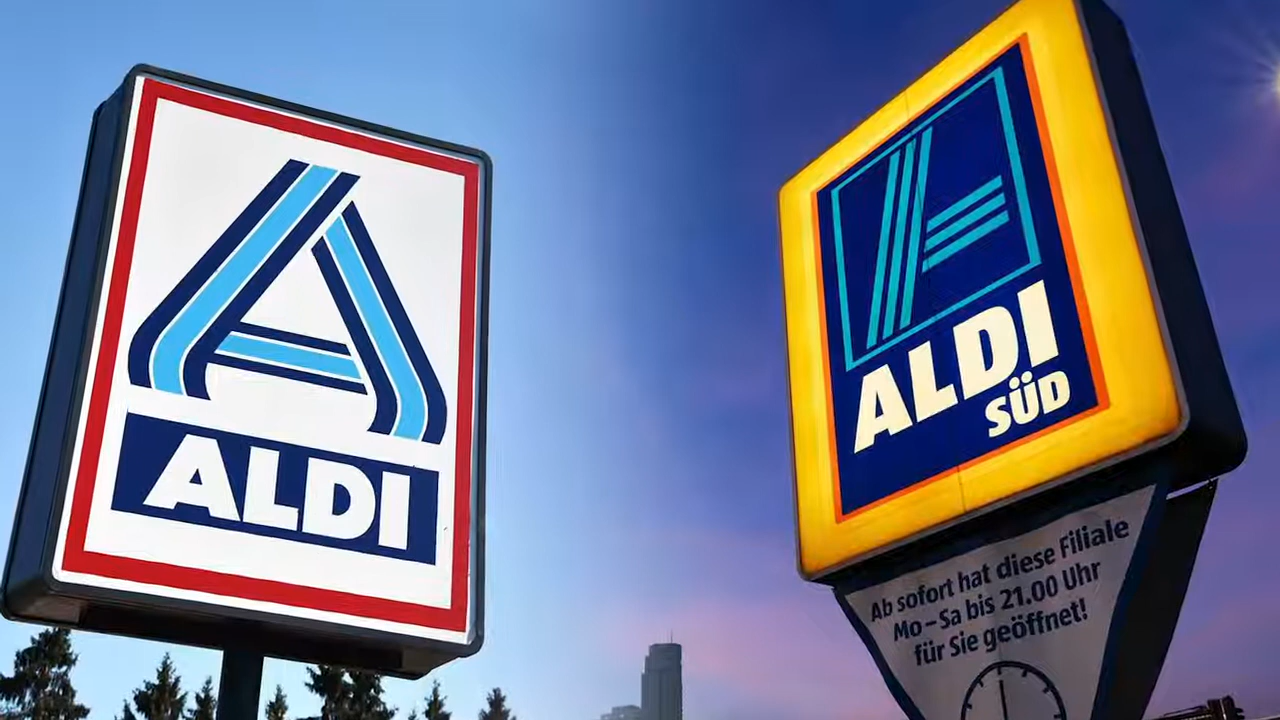 ALDI
ALDI
SÜD
Ab sofort hat diese Filiale
Mo – Sa bis 21.00 Uhr
für Sie geöffnet!